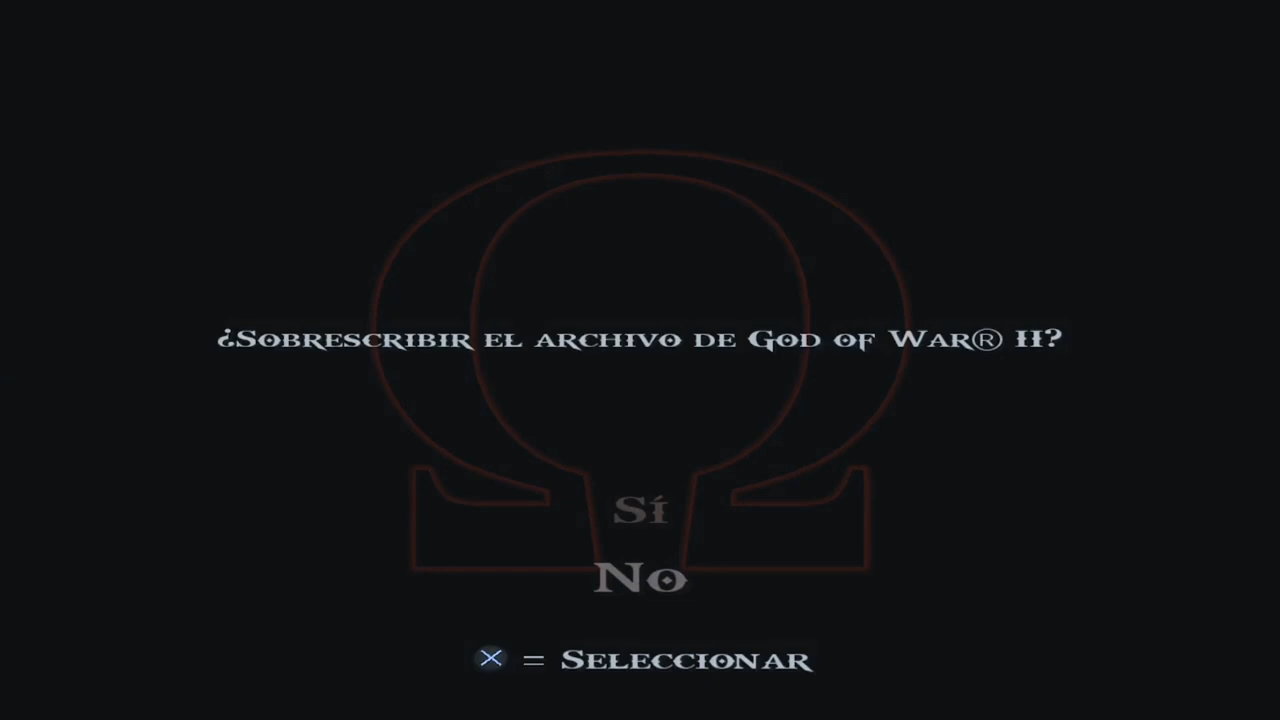 ¿Sobrescribir el archivo de God of War® II?
Sí
No
= Seleccionar